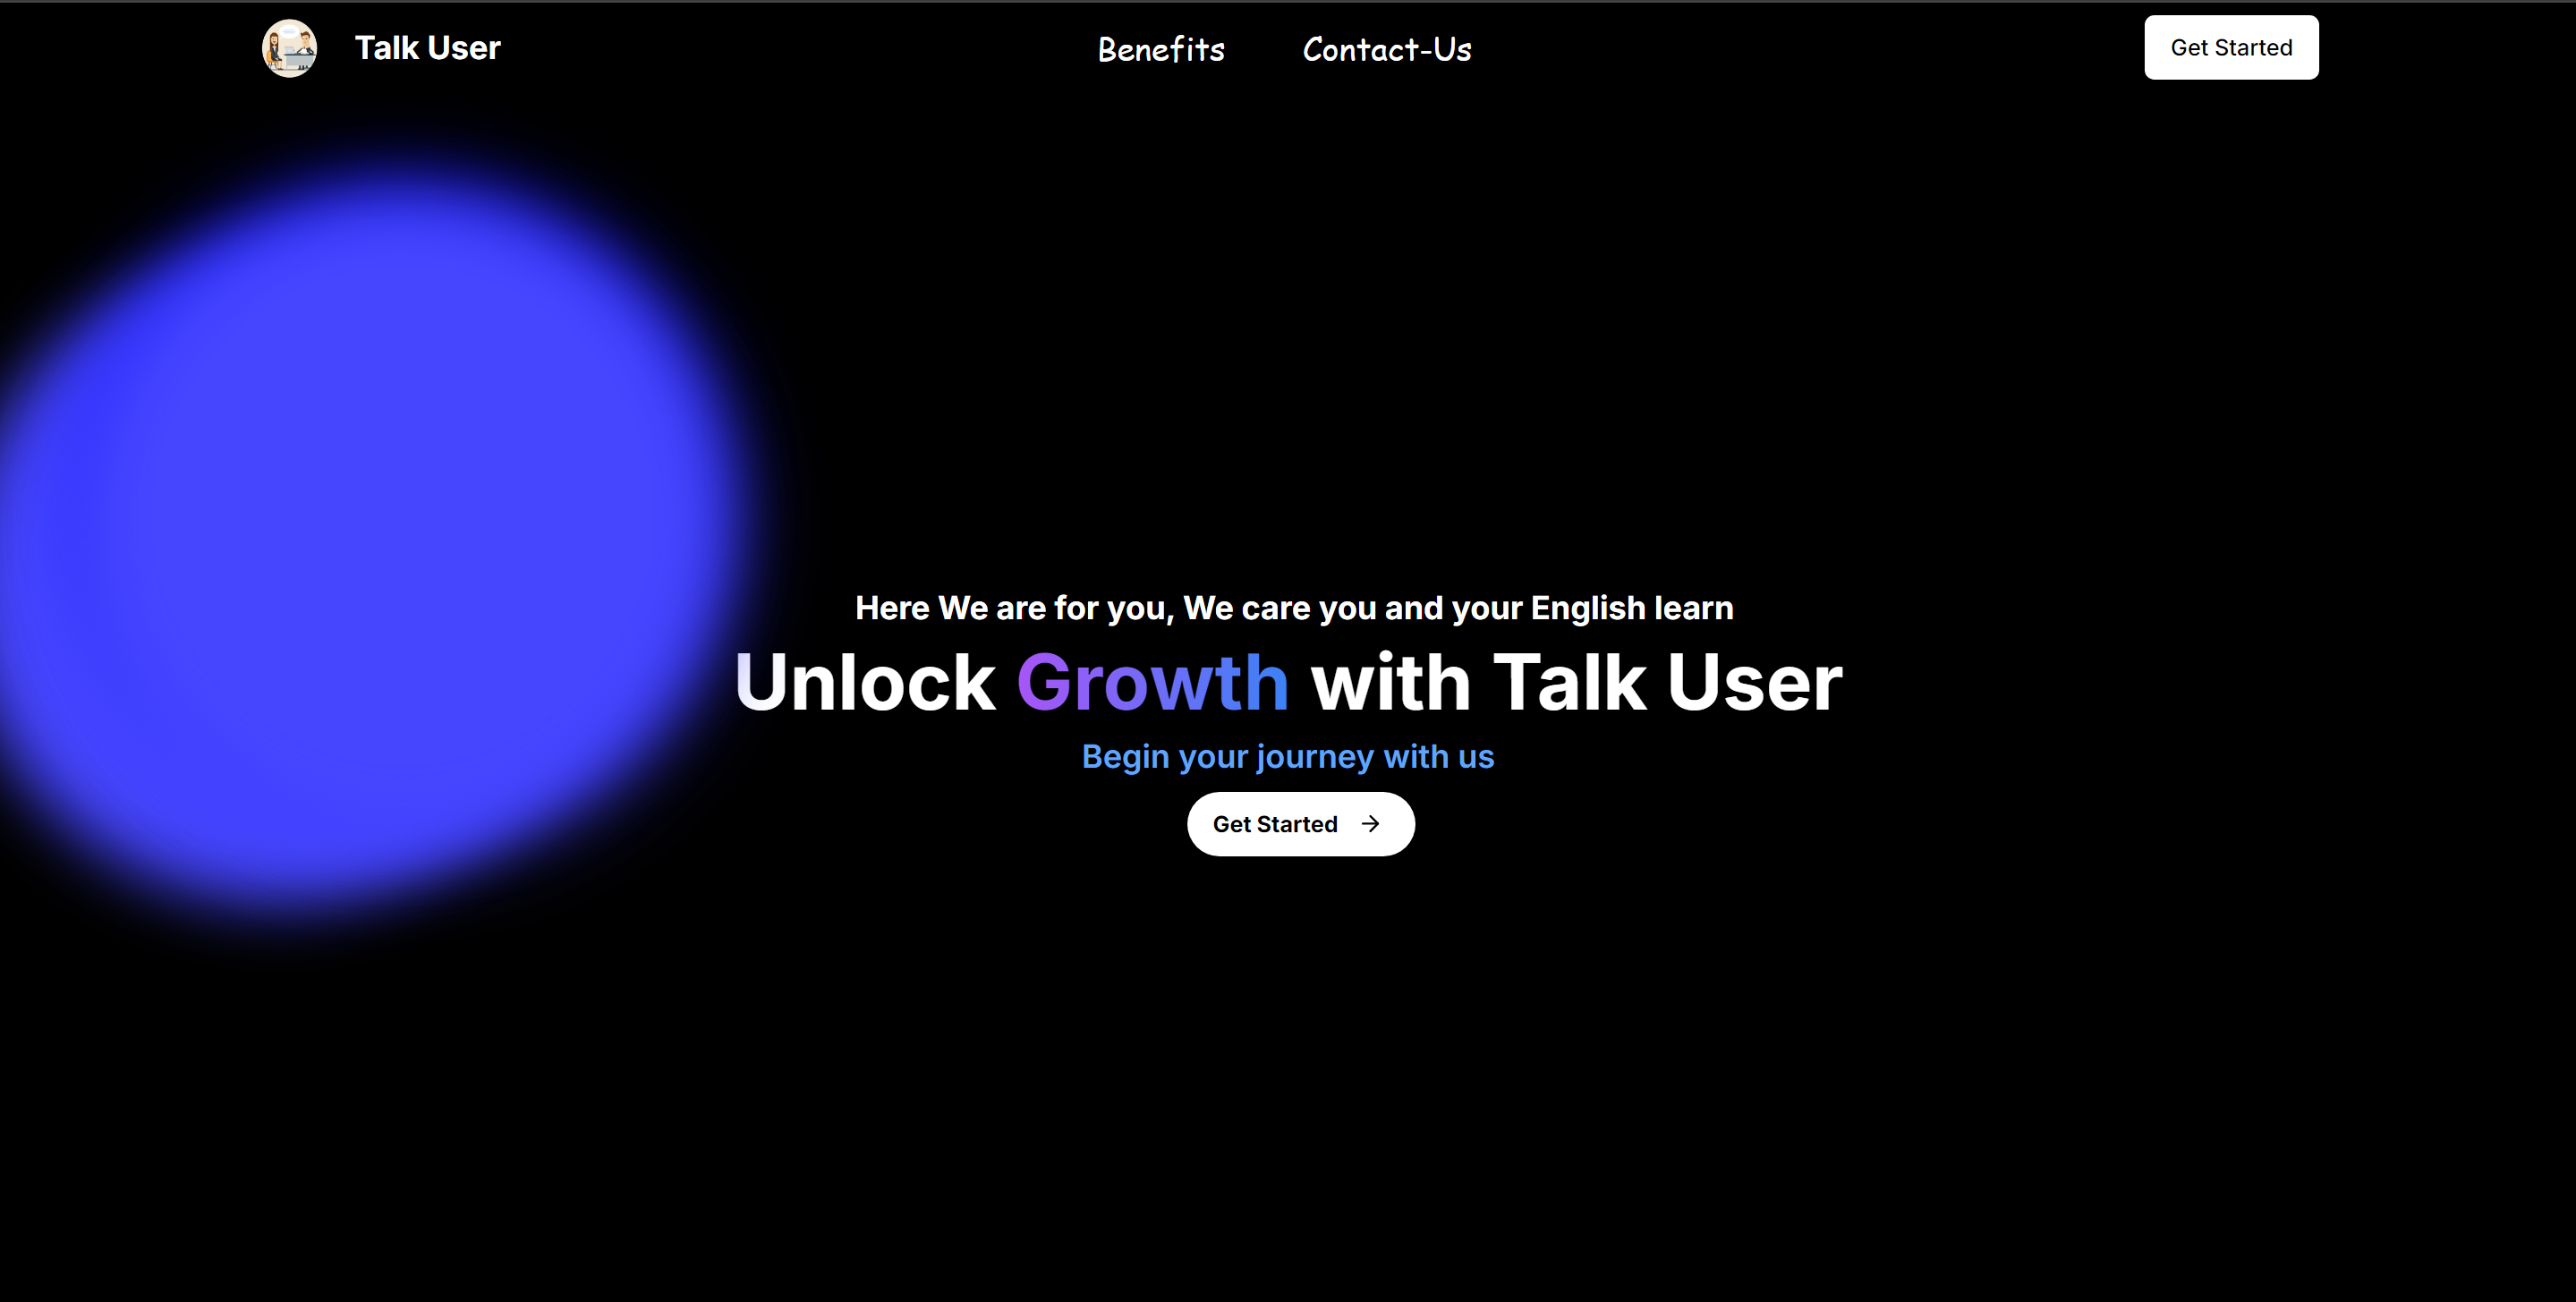 Talk User
Benefits
Contact-Us
Get Started
Here We are for you, We care you and your English learn
Unlock Growth with Talk User
Begin your journey with us
Get Started